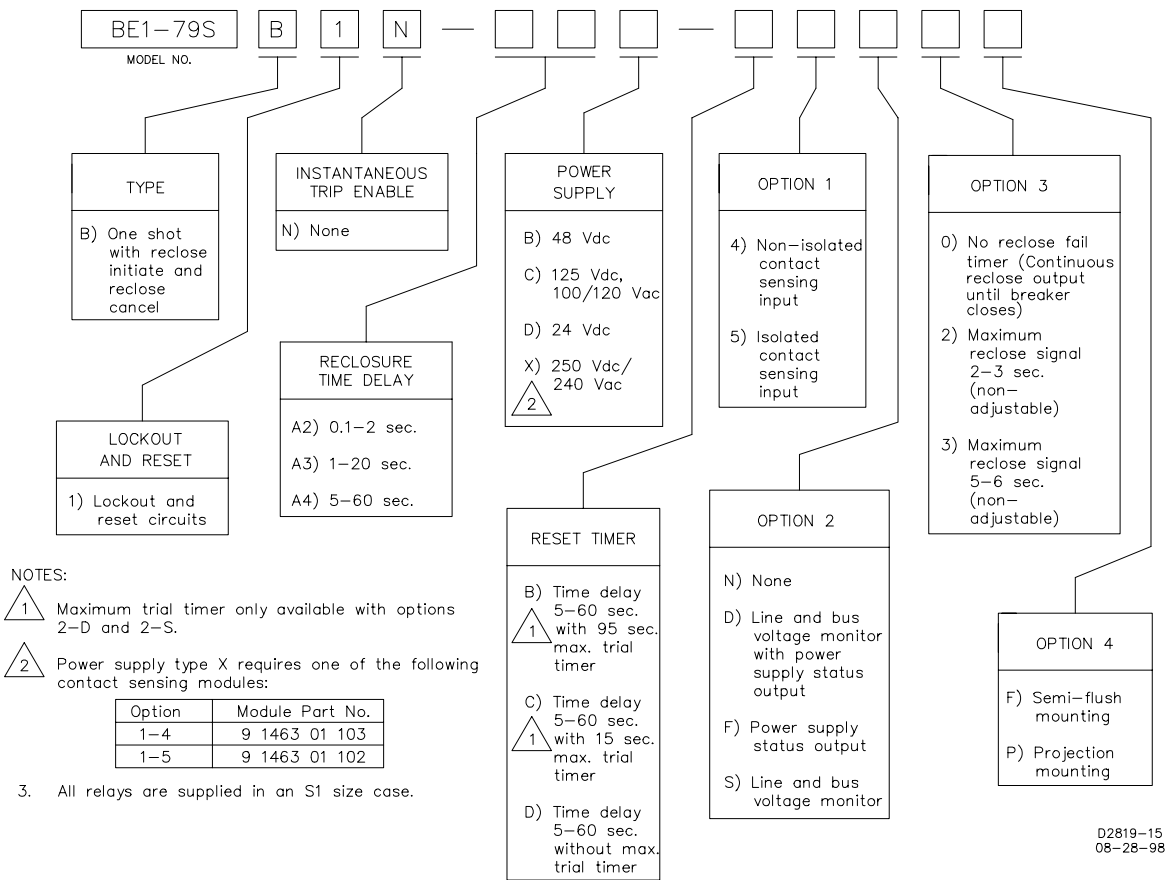 BE1-79S B 1 N — —
MODEL NO.
TYPE
B) One shot
with reclose
initiate and
reclose
cancel
INSTANTANEOUS
TRIP ENABLE
N) None
POWER
SUPPLY
B) 48 Vdc
C) 125 Vdc,
100/120 Vac
D) 24 Vdc
X) 250 Vdc/
240 Vac
2
OPTION 1
4) Non-isolated
contact
sensing
input
5) Isolated
contact
sensing
input
OPTION 3
0) No reclose fail
timer (Continuous
reclose output
until breaker
closes)
2) Maximum
reclose signal
2-3 sec.
(non-
adjustable)
3) Maximum
reclose signal
5-6 sec.
(non-
adjustable)
RECLOSURE
TIME DELAY
A2) 0.1-2 sec.
A3) 1-20 sec.
A4) 5-60 sec.
LOCKOUT
AND RESET
1) Lockout and
reset circuits
RESET TIMER
B) Time delay
5-60 sec.
1 with 95 sec.
max. trial
timer
C) Time delay
5-60 sec.
1 with 15 sec.
max. trial
timer
D) Time delay
5-60 sec.
without max.
trial timer
OPTION 2
N) None
D) Line and bus
voltage monitor
with power
supply status
output
F) Power supply
status output
S) Line and bus
voltage monitor
OPTION 4
F) Semi-flush
mounting
P) Projection
mounting
NOTES:
1 Maximum trial timer only available with options
2-D and 2-S.
2 Power supply type X requires one of the following
contact sensing modules:
Option Module Part No.
1-4 9 1463 01 103
1-5 9 1463 01 102
3. All relays are supplied in an S1 size case.
D2819-15
08-28-98